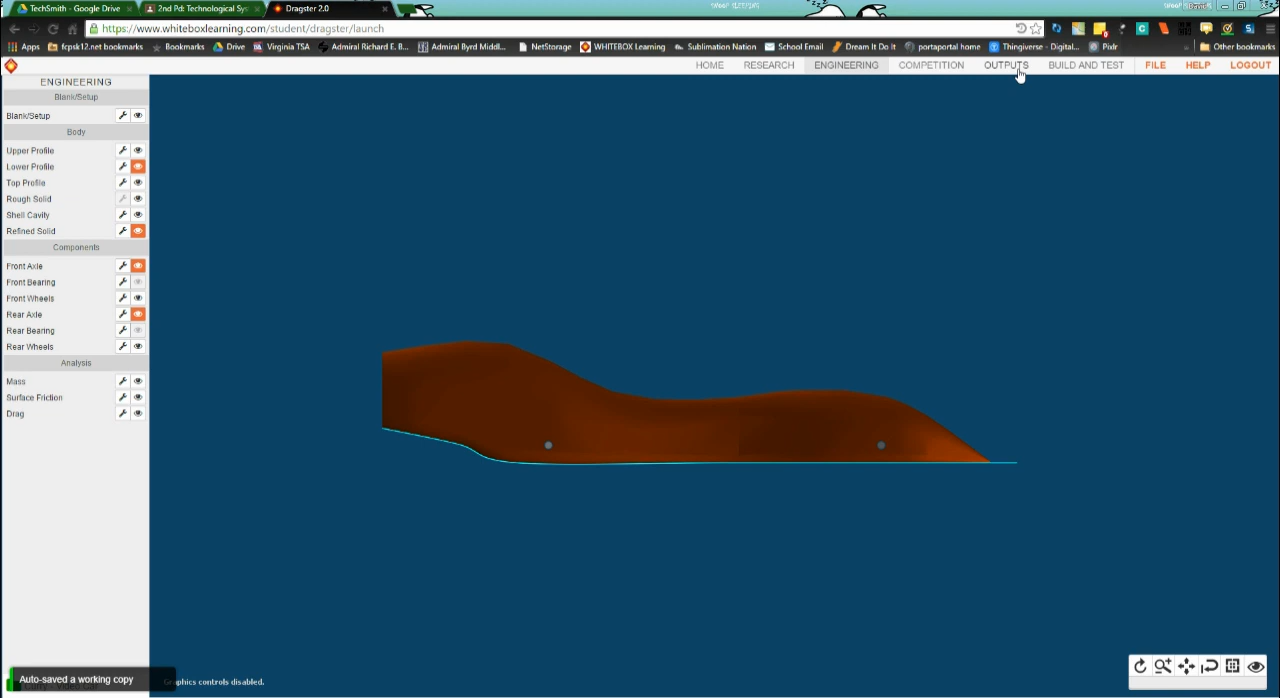 TechSmith - Google Drive
2nd Pd: Technological Sys
Dragster 2.0
https://www.whiteboxlearning.com/student/dragster/launch
Apps fcpsk12.net bookmarks Bookmarks Drive Virginia TSA Admiral Richard E. B... Admiral Byrd Middl... NetStorage WHITEBOX Learning Sublimation Nation School Email Dream It Do It portaportal home Thingiverse - Digital... Pixlr Other bookmarks
HOME RESEARCH ENGINEERING COMPETITION OUTPUTS BUILD AND TEST FILE HELP LOGOUT
ENGINEERING
Blank/Setup
Blank/Setup
Body
Upper Profile
Lower Profile
Top Profile
Rough Solid
Shell Cavity
Refined Solid
Components
Front Axle
Front Bearing
Front Wheels
Rear Axle
Rear Bearing
Rear Wheels
Analysis
Mass
Surface Friction
Drag
Auto-saved a working copy
Graphics controls disabled.